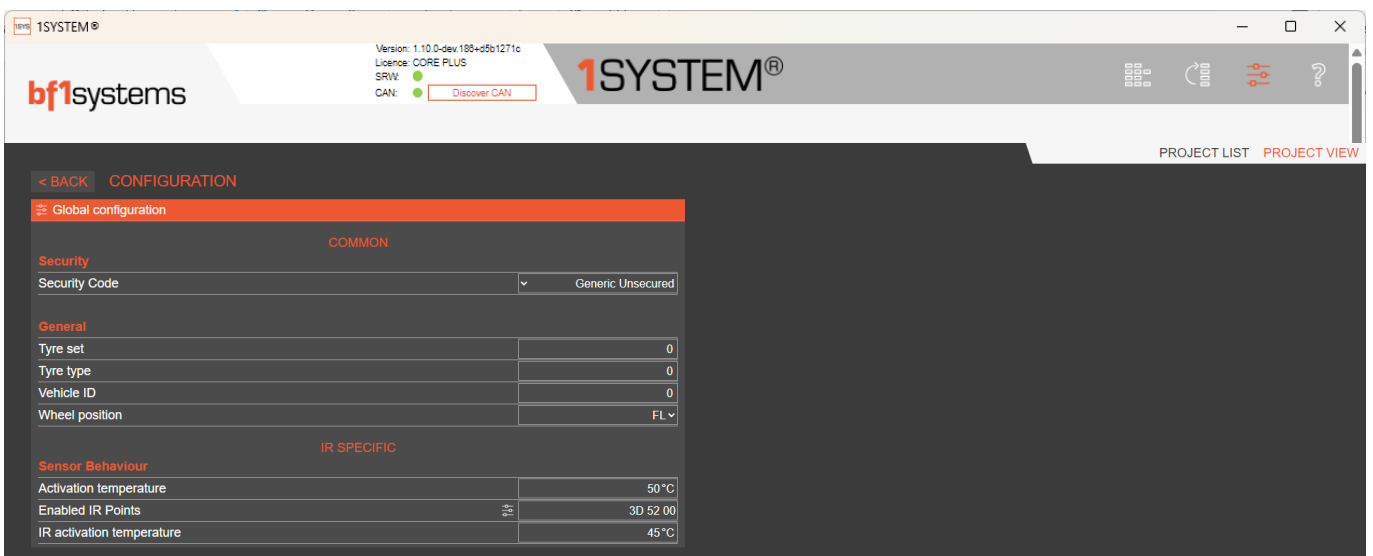 1SYS 1SYSTEM®
Version: 1.10.0-dev.186+d5b1271c
Licence: CORE PLUS
SRW:
CAN: Discover CAN
bf1systems
1SYSTEM®
PROJECT LIST PROJECT VIEW
< BACK CONFIGURATION
Global configuration
COMMON
Security
Security Code Generic Unsecured
General
Tyre set 0
Tyre type 0
Vehicle ID 0
Wheel position FL
IR SPECIFIC
Sensor Behaviour
Activation temperature 50°C
Enabled IR Points 3D 52 00
IR activation temperature 45°C